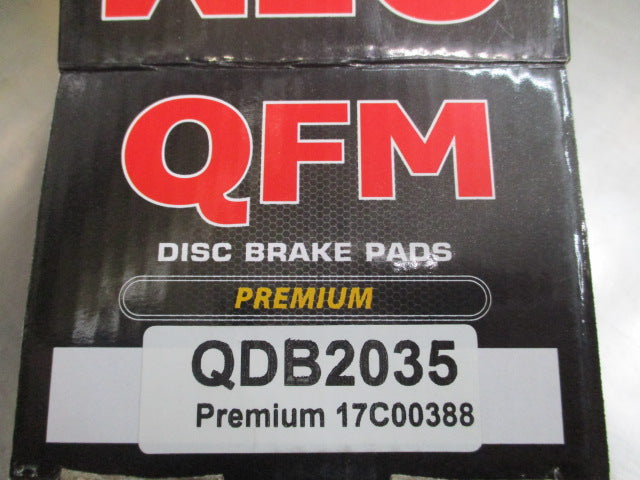 QFM
DISC BRAKE PADS
PREMIUM
QDB2035
Premium 17C00388